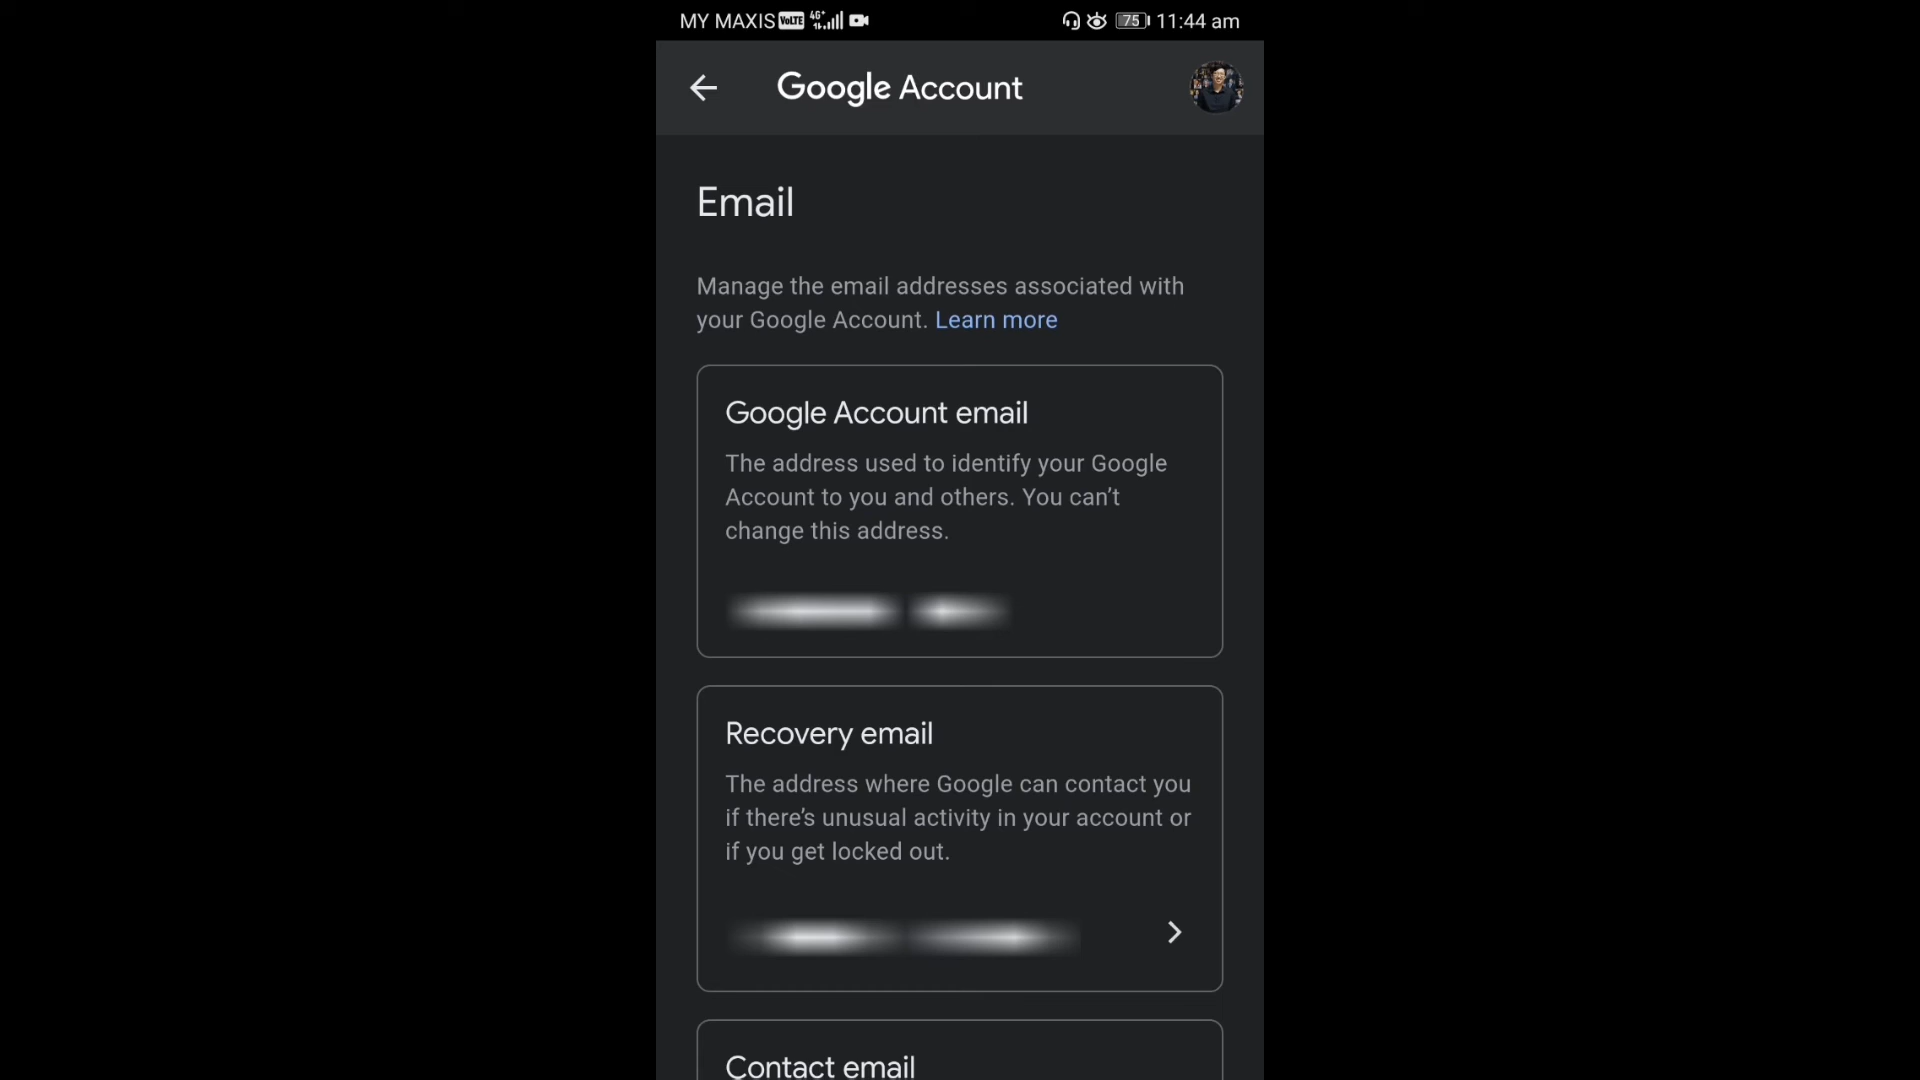 MY MAXIS VoLTE 4G+ 75 11:44 am
Google Account
Email
Manage the email addresses associated with
your Google Account. Learn more
Google Account email
The address used to identify your Google
Account to you and others. You can’t
change this address.
Recovery email
The address where Google can contact you
if there’s unusual activity in your account or
if you get locked out.
Contact email